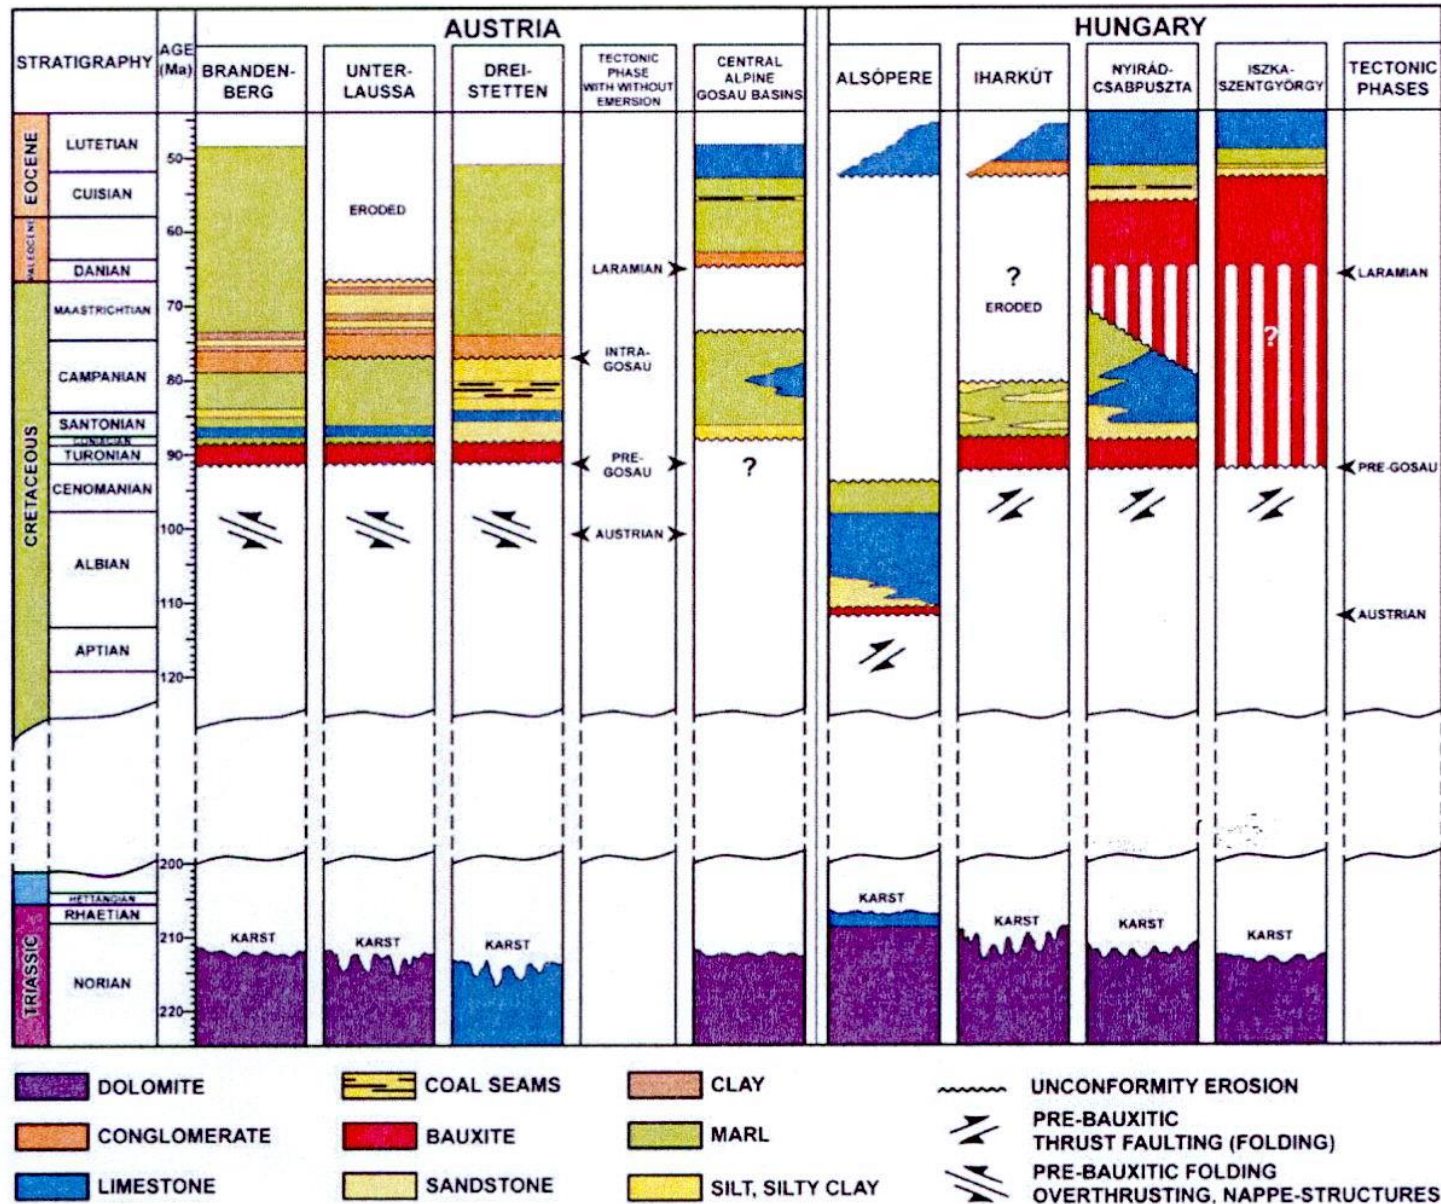 AUSTRIA
HUNGARY
STRATIGRAPHY
AGE
(Ma)
BRANDEN-
BERG
UNTER-
LAUSSA
DREI-
STETTEN
TECTONIC
PHASE
WITH WITHOUT
EMERSION
CENTRAL
ALPINE
GOSAU BASINS
ALSÓPERE
IHARKÚT
NYIRÁD-
CSABPUSZTA
ISZKA-
SZENTGYÖRGY
TECTONIC
PHASES
EOCENE
PALEOCENE
CRETACEOUS
TRIASSIC
LUTETIAN
CUISIAN
DANIAN
MAASTRICHTIAN
CAMPANIAN
SANTONIAN
CONIACIAN
TURONIAN
CENOMANIAN
ALBIAN
APTIAN
HETTANGIAN
RHAETIAN
NORIAN
50
60
70
80
90
100
110
120
200
210
220
ERODED
LARAMIAN
INTRA-
GOSAU
PRE-
GOSAU
AUSTRIAN
?
?
ERODED
?
LARAMIAN
PRE-GOSAU
AUSTRIAN
KARST
KARST
KARST
KARST
KARST
KARST
KARST
DOLOMITE
CONGLOMERATE
LIMESTONE
COAL SEAMS
BAUXITE
SANDSTONE
CLAY
MARL
SILT, SILTY CLAY
UNCONFORMITY EROSION
PRE-BAUXITIC
THRUST FAULTING (FOLDING)
PRE-BAUXITIC FOLDING
OVERTHRUSTING, NAPPE-STRUCTURES